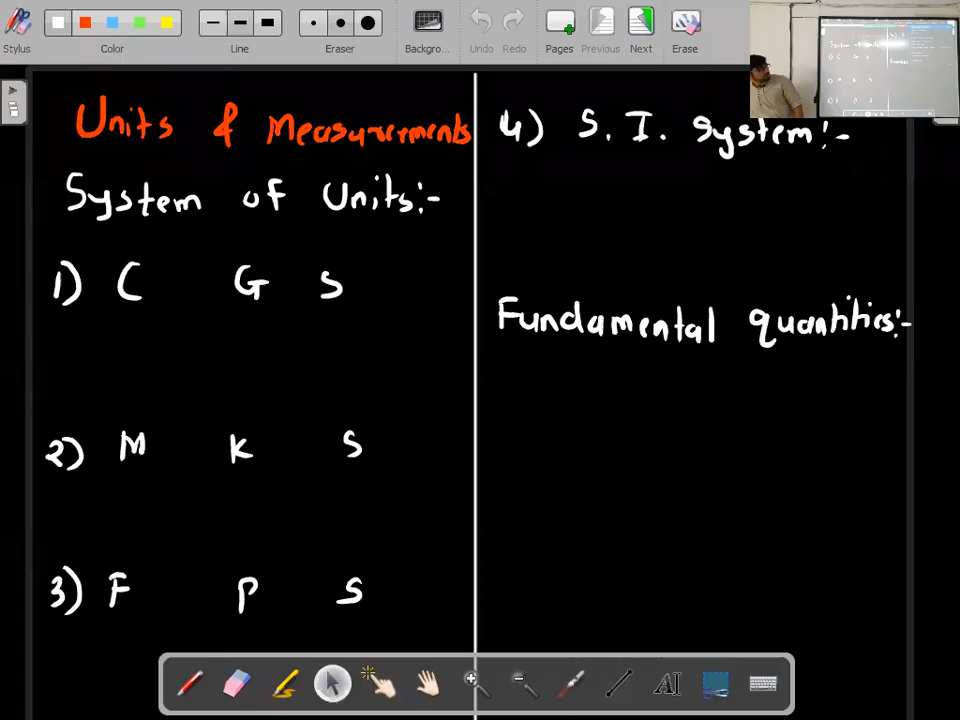 Stylus
Color
Line
Eraser
Backgro...
Undo
Redo
Pages
Previous
Next
Erase
Units & Measurements
System of Units:-
1) C G S
2) M K S
3) F P S
4) S. I. System:-
Fundamental quantities:-
AI